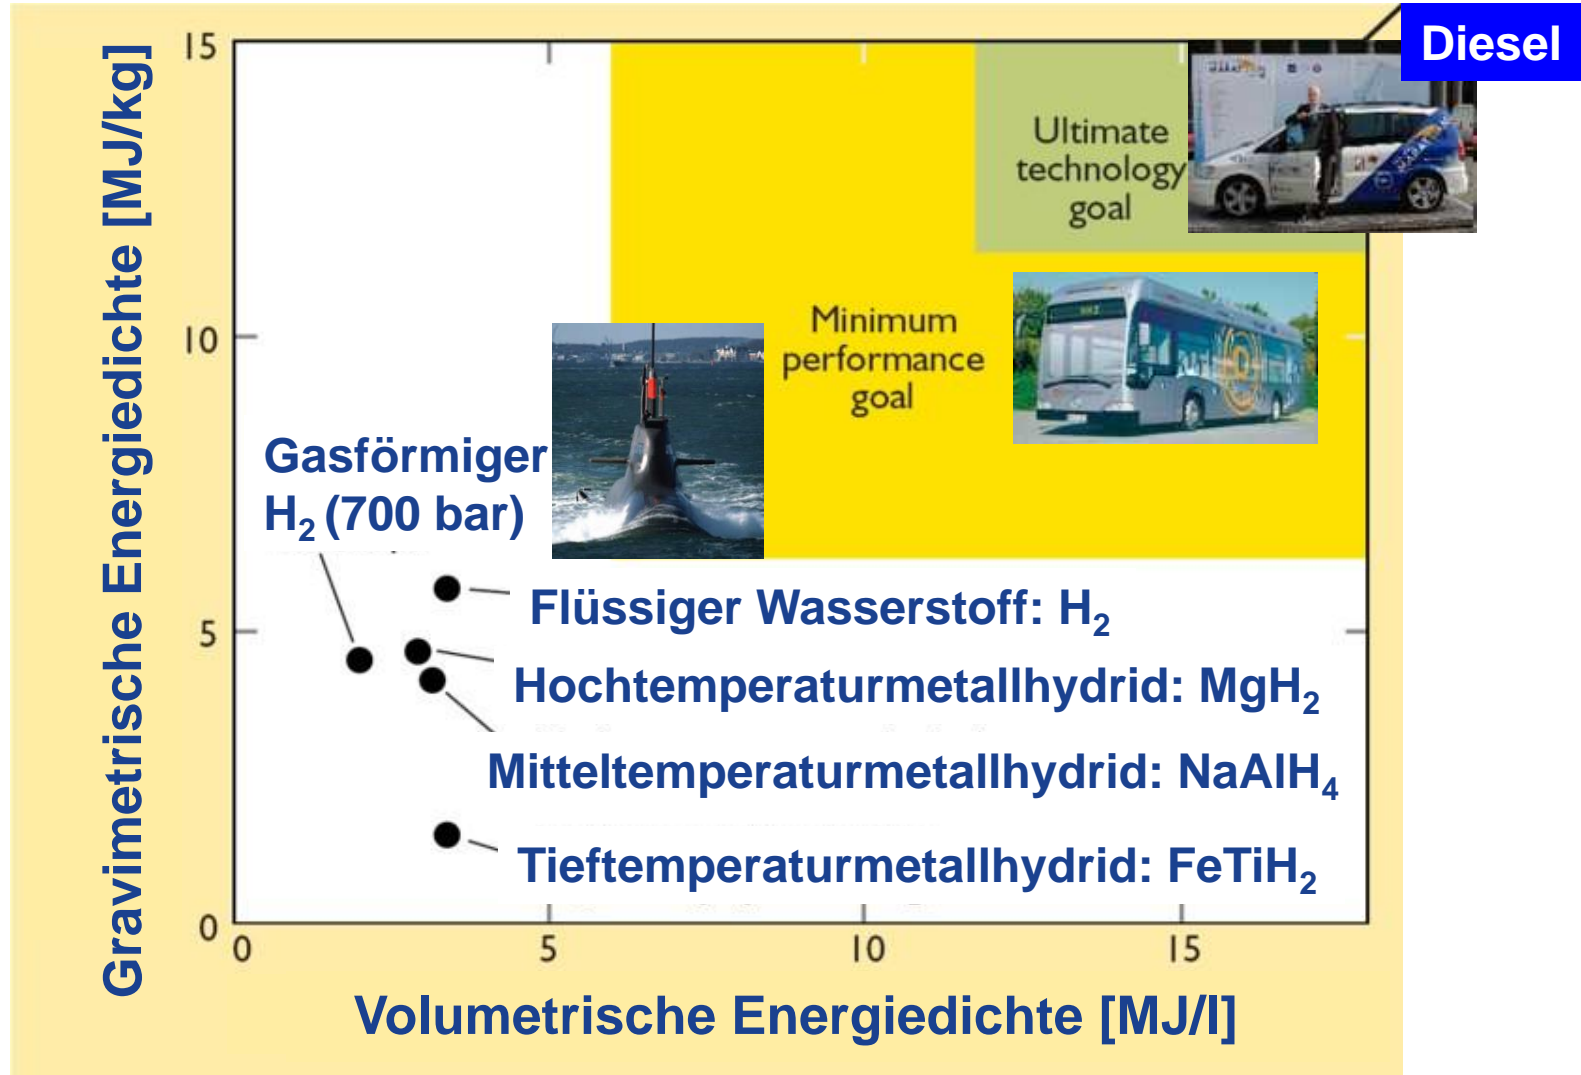 Diesel
Gravimetrische Energiedichte [MJ/kg]
15
10
5
0
Ultimate
technology
goal
Minimum
performance
goal
Gasförmiger
H₂ (700 bar)
Flüssiger Wasserstoff: H₂
Hochtemperaturmetallhydrid: MgH₂
Mitteltemperaturmetallhydrid: NaAlH₄
Tieftemperaturmetallhydrid: FeTiH₂
0
5
10
15
Volumetrische Energiedichte [MJ/l]